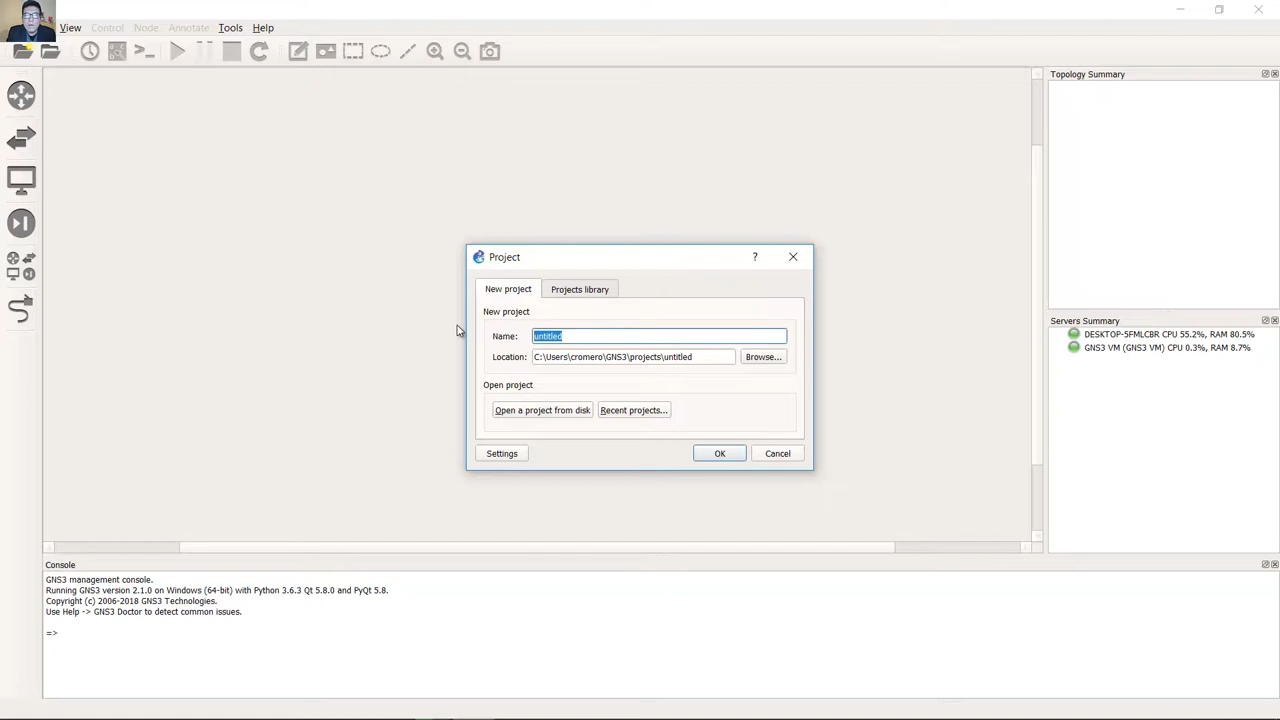 View Control Node Annotate Tools Help
Topology Summary
Project
New project Projects library
New project
Name: untitled
Location: C:\Users\cromero\GNS3\projects\untitled Browse...
Open project
Open a project from disk Recent projects...
Settings OK Cancel
Servers Summary
DESKTOP-5FMLCBR CPU 55.2%, RAM 80.5%
GNS3 VM (GNS3 VM) CPU 0.3%, RAM 8.7%
Console
GNS3 management console.
Running GNS3 version 2.1.0 on Windows (64-bit) with Python 3.6.3 Qt 5.8.0 and PyQt 5.8.
Copyright (c) 2006-2018 GNS3 Technologies.
Use Help -> GNS3 Doctor to detect common issues.
=>